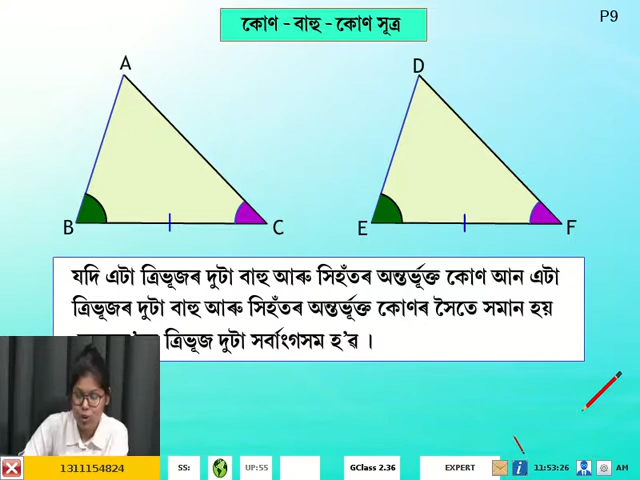 কোণ - বাহু - কোণ সূত্ৰ
P9
A
D
B
C
E
F
যদি এটা ত্ৰিভূজৰ দুটা বাহু আৰু সিহঁতৰ অন্তৰ্ভূক্ত কোণ আন এটা
ত্ৰিভূজৰ দুটা বাহু আৰু সিহঁতৰ অন্তৰ্ভূক্ত কোণৰ সৈতে সমান হয়
ত্ৰিভূজ দুটা সৰ্বাংগসম হ'ৱ ।
1311154824
SS:
UP:55
GClass 2.36
EXPERT
11:53:26
AM